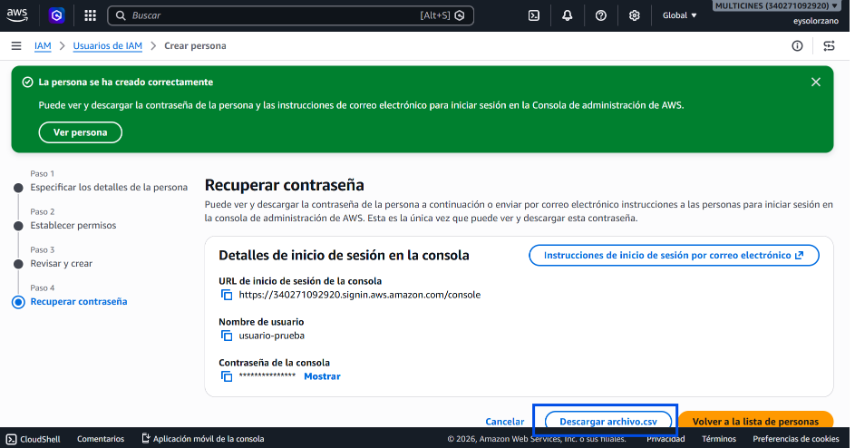 aws
Buscar
[Alt+S]
Global
MULTICINES (340271092920)
eysolorzano
IAM
Usuarios de IAM
Crear persona
La persona se ha creado correctamente
Puede ver y descargar la contraseña de la persona y las instrucciones de correo electrónico para iniciar sesión en la Consola de administración de AWS.
Ver persona
Paso 1
Especificar los detalles de la persona
Paso 2
Establecer permisos
Paso 3
Revisar y crear
Paso 4
Recuperar contraseña
Recuperar contraseña
Puede ver y descargar la contraseña de la persona a continuación o enviar por correo electrónico instrucciones a las personas para iniciar sesión en
la consola de administración de AWS. Esta es la única vez que puede ver y descargar esta contraseña.
Detalles de inicio de sesión en la consola
Instrucciones de inicio de sesión por correo electrónico
URL de inicio de sesión de la consola
https://340271092920.signin.aws.amazon.com/console
Nombre de usuario
usuario-prueba
Contraseña de la consola
*************** Mostrar
Cancelar
Descargar archivo.csv
Volver a la lista de personas
CloudShell
Comentarios
Aplicación móvil de la consola
© 2026, Amazon Web Services, Inc. o sus filiales.
Privacidad
Términos
Preferencias de cookies